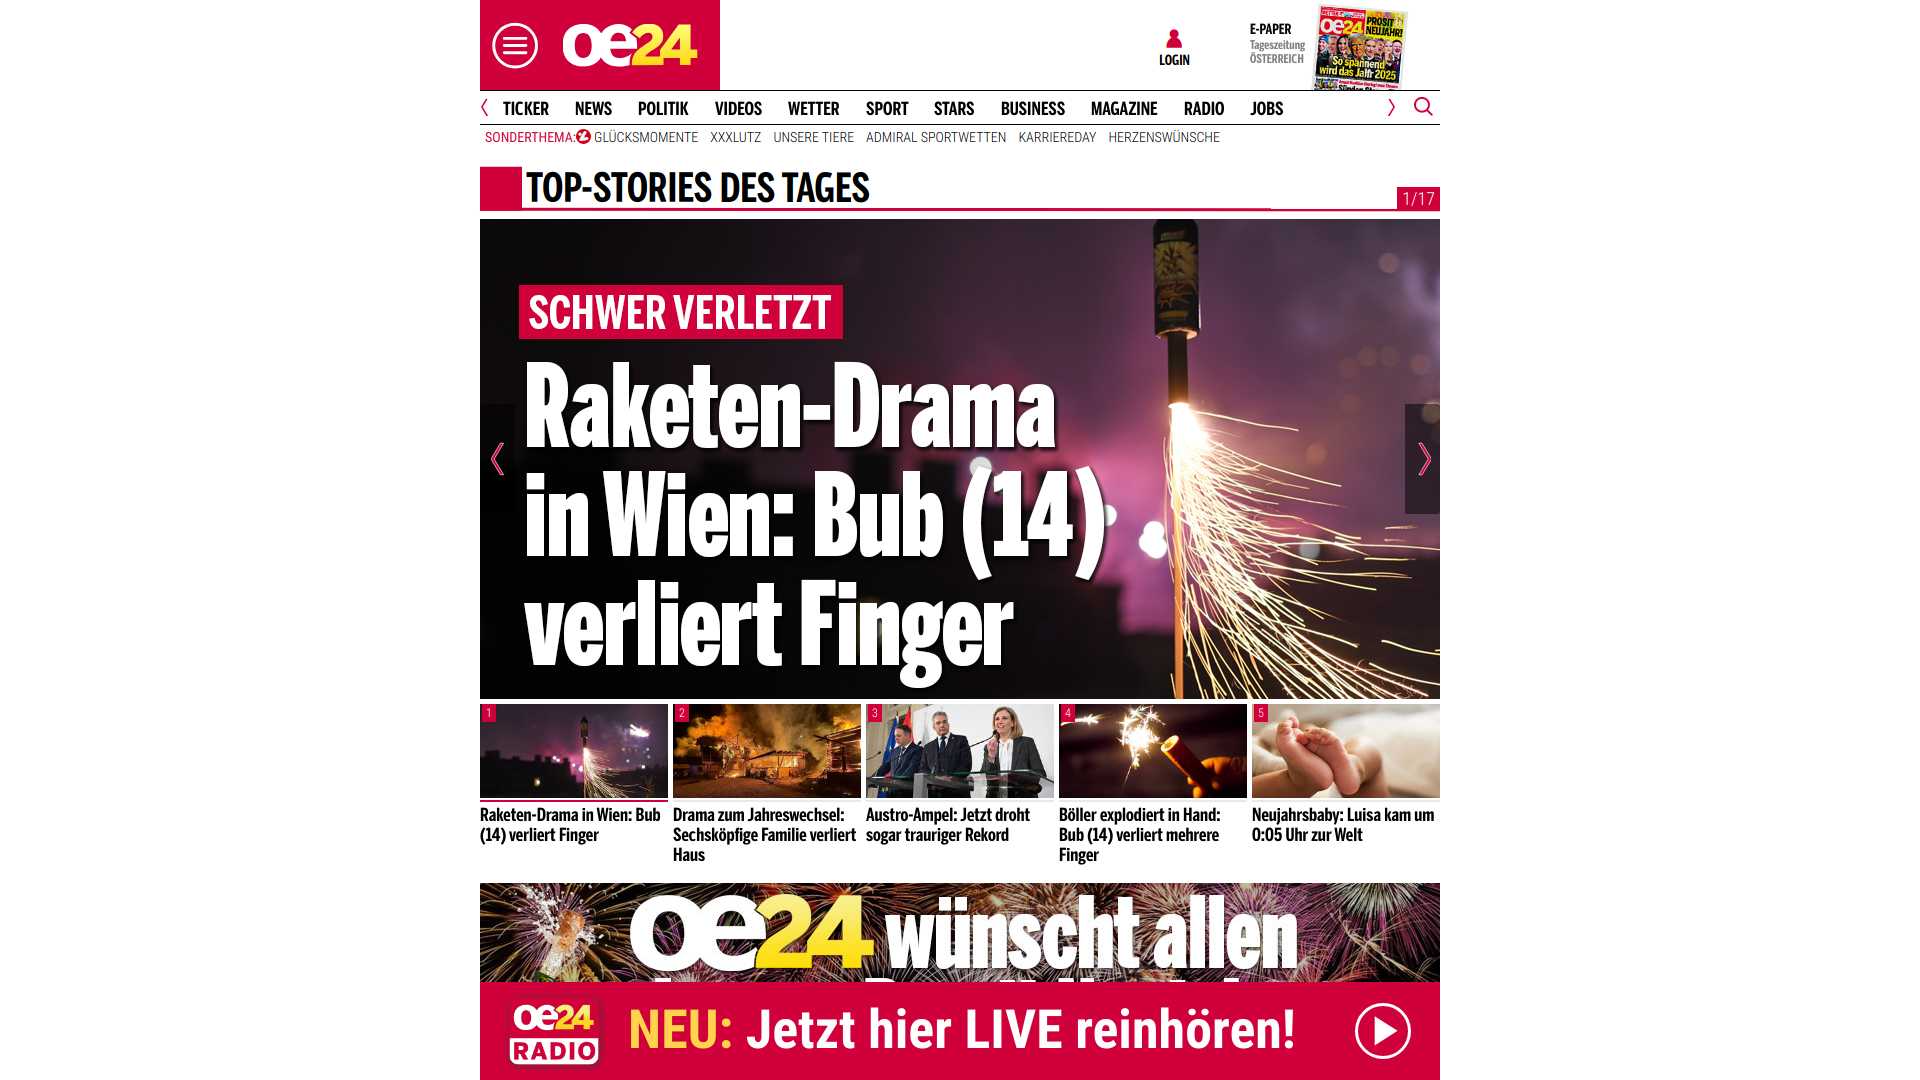 oe24
LOGIN
E-PAPER
Tageszeitung
ÖSTERREICH
PROSIT
NEUJAHR!
oe24
So spannend
wird das Jahr 2025
TICKER NEWS POLITIK VIDEOS WETTER SPORT STARS BUSINESS MAGAZINE RADIO JOBS
SONDERTHEMA: GLÜCKSMOMENTE XXXLUTZ UNSERE TIERE ADMIRAL SPORTWETTEN KARRIEREDAY HERZENSWÜNSCHE
TOP-STORIES DES TAGES
1/17
SCHWER VERLETZT
Raketen-Drama
in Wien: Bub (14)
verliert Finger
1
2
3
4
5
Raketen-Drama in Wien: Bub
(14) verliert Finger
Drama zum Jahreswechsel:
Sechsköpfige Familie verliert
Haus
Austro-Ampel: Jetzt droht
sogar trauriger Rekord
Böller explodiert in Hand:
Bub (14) verliert mehrere
Finger
Neujahrsbaby: Luisa kam um
0:05 Uhr zur Welt
oe24 wünscht allen
oe24
RADIO
NEU: Jetzt hier LIVE reinhören!